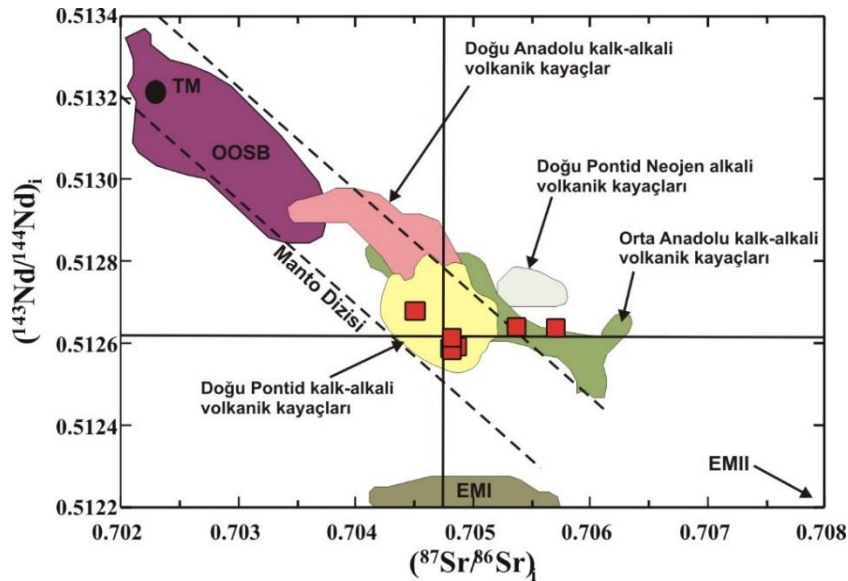 0.5134
0.5132
0.5130
0.5128
0.5126
0.5124
0.5122
(143Nd/144Nd)i
TM
OOSB
Manto Dizisi
Doğu Anadolu kalk-alkali
volkanik kayaçlar
Doğu Pontid Neojen alkali
volkanik kayaçları
Orta Anadolu kalk-alkali
volkanik kayaçları
Doğu Pontid kalk-alkali
volkanik kayaçları
EMI
EMII
0.702 0.703 0.704 0.705 0.706 0.707 0.708
(87Sr/86Sr)i